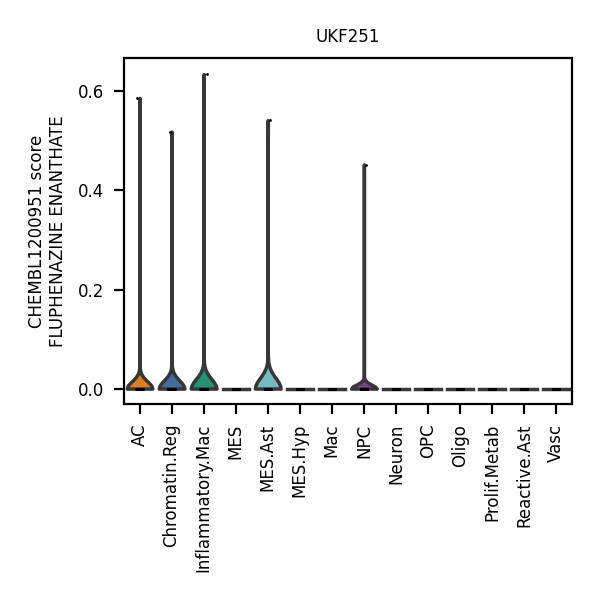 UKF251
CHEMBL1200951 score
FLUPHENAZINE ENANTHATE
0.6
0.4
0.2
0.0
AC
Chromatin.Reg
Inflammatory.Mac
MES
MES.Ast
MES.Hyp
Mac
NPC
Neuron
OPC
Oligo
Prolif.Metab
Reactive.Ast
Vasc